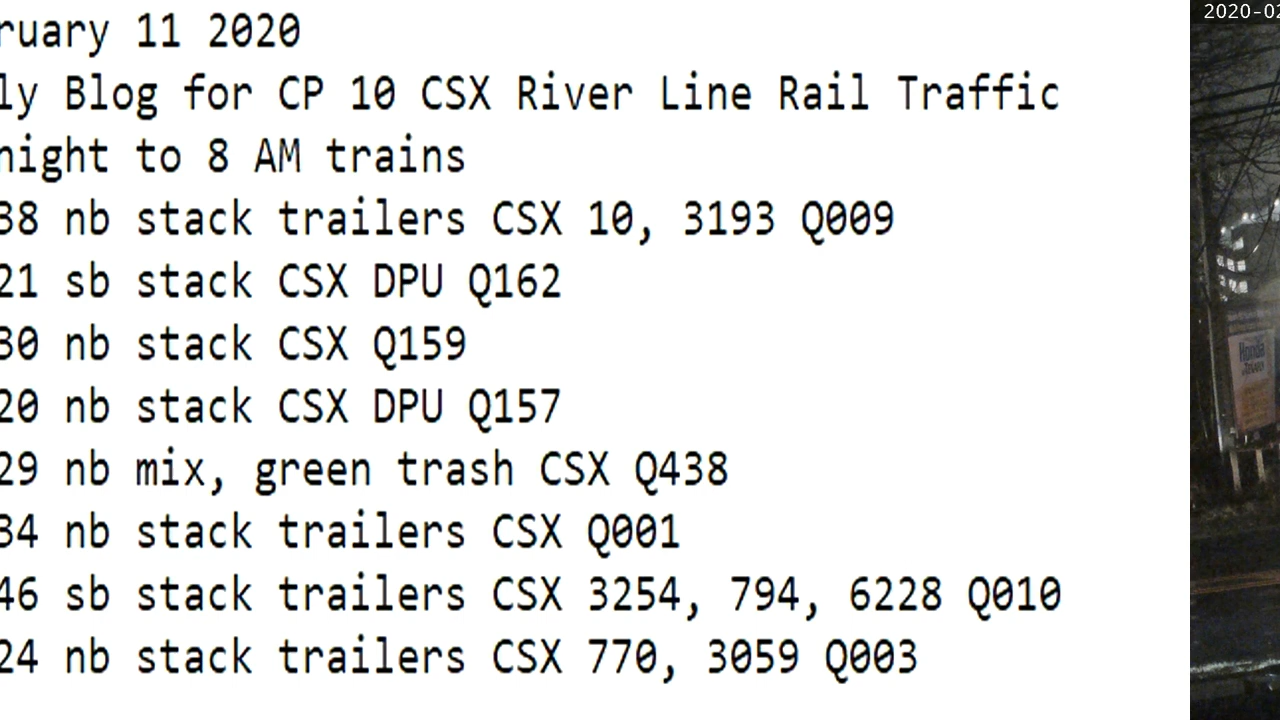 ruary 11 2020
ly Blog for CP 10 CSX River Line Rail Traffic
night to 8 AM trains
38 nb stack trailers CSX 10, 3193 Q009
21 sb stack CSX DPU Q162
30 nb stack CSX Q159
20 nb stack CSX DPU Q157
29 nb mix, green trash CSX Q438
34 nb stack trailers CSX Q001
46 sb stack trailers CSX 3254, 794, 6228 Q010
24 nb stack trailers CSX 770, 3059 Q003
2020-02
Honda